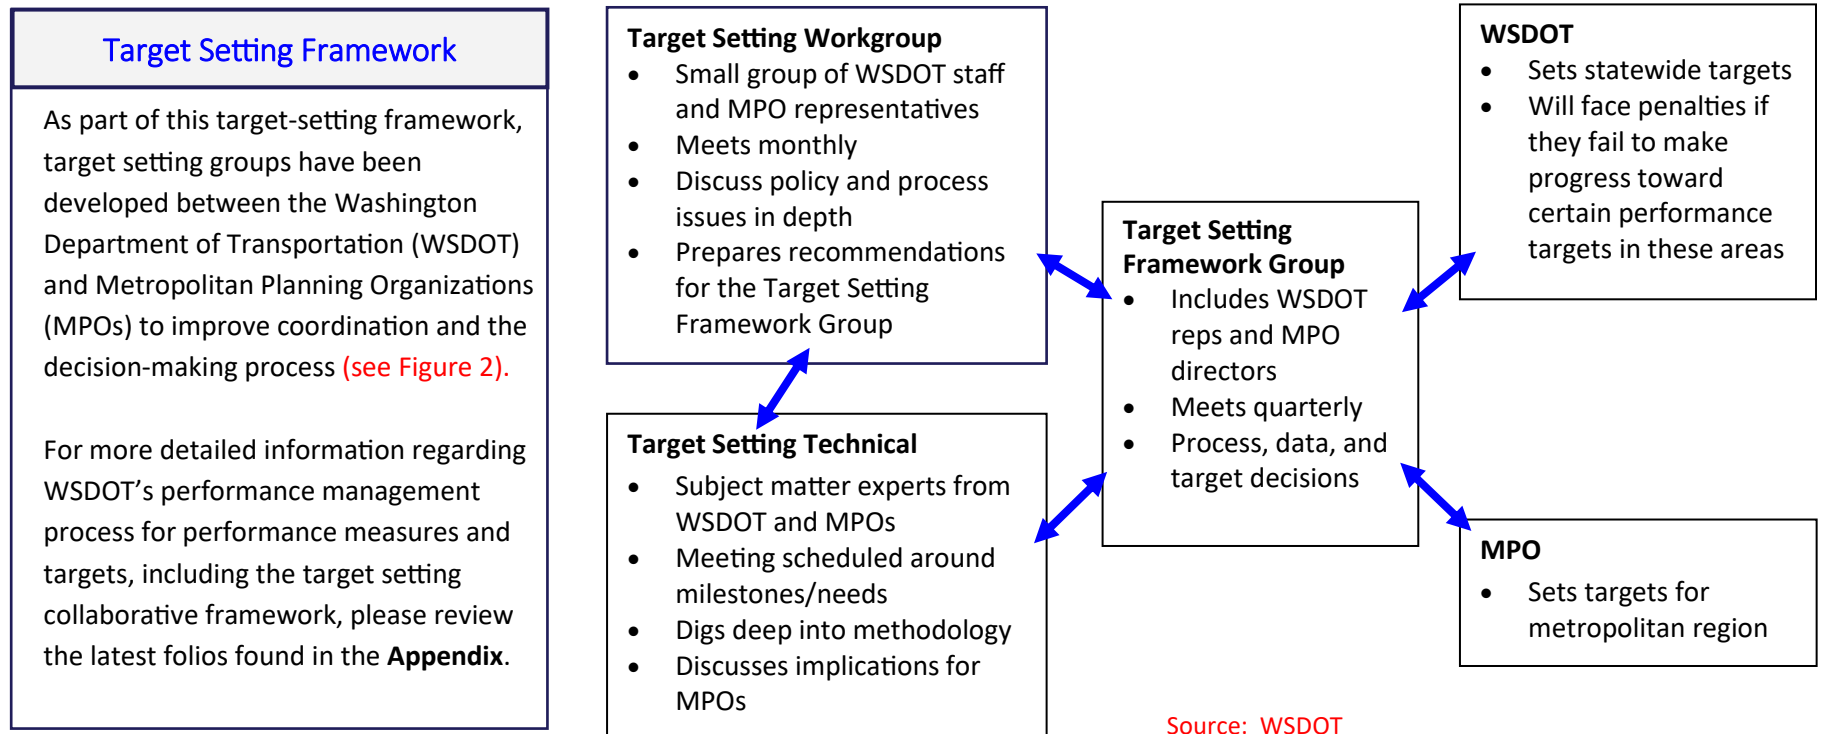 Target Setting Framework
As part of this target-setting framework,
target setting groups have been
developed between the Washington
Department of Transportation (WSDOT)
and Metropolitan Planning Organizations
(MPOs) to improve coordination and the
decision-making process (see Figure 2).
For more detailed information regarding
WSDOT’s performance management
process for performance measures and
targets, including the target setting
collaborative framework, please review
the latest folios found in the Appendix.
Target Setting Workgroup
• Small group of WSDOT staff
and MPO representatives
• Meets monthly
• Discuss policy and process
issues in depth
• Prepares recommendations
for the Target Setting
Framework Group
Target Setting Technical
• Subject matter experts from
WSDOT and MPOs
• Meeting scheduled around
milestones/needs
• Digs deep into methodology
• Discusses implications for
MPOs
Target Setting
Framework Group
• Includes WSDOT
reps and MPO
directors
• Meets quarterly
• Process, data, and
target decisions
WSDOT
• Sets statewide targets
• Will face penalties if
they fail to make
progress toward
certain performance
targets in these areas
MPO
• Sets targets for
metropolitan region
Source: WSDOT